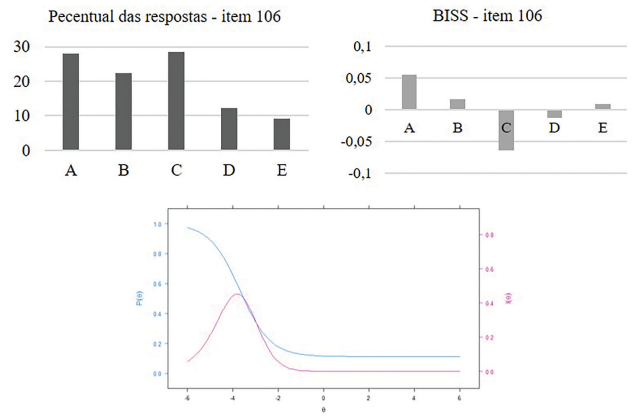 Pecentual das respostas - item 106
30
20
10
0
A B C D E
BISS - item 106
0,1
0,05
0
-0,05
-0,1
A B C D E
1.0
0.8
0.6
0.4
0.2
0.0
P(θ)
0.8
0.6
0.4
0.2
0.0
I(θ)
-6 -4 -2 0 2 4 6
θ